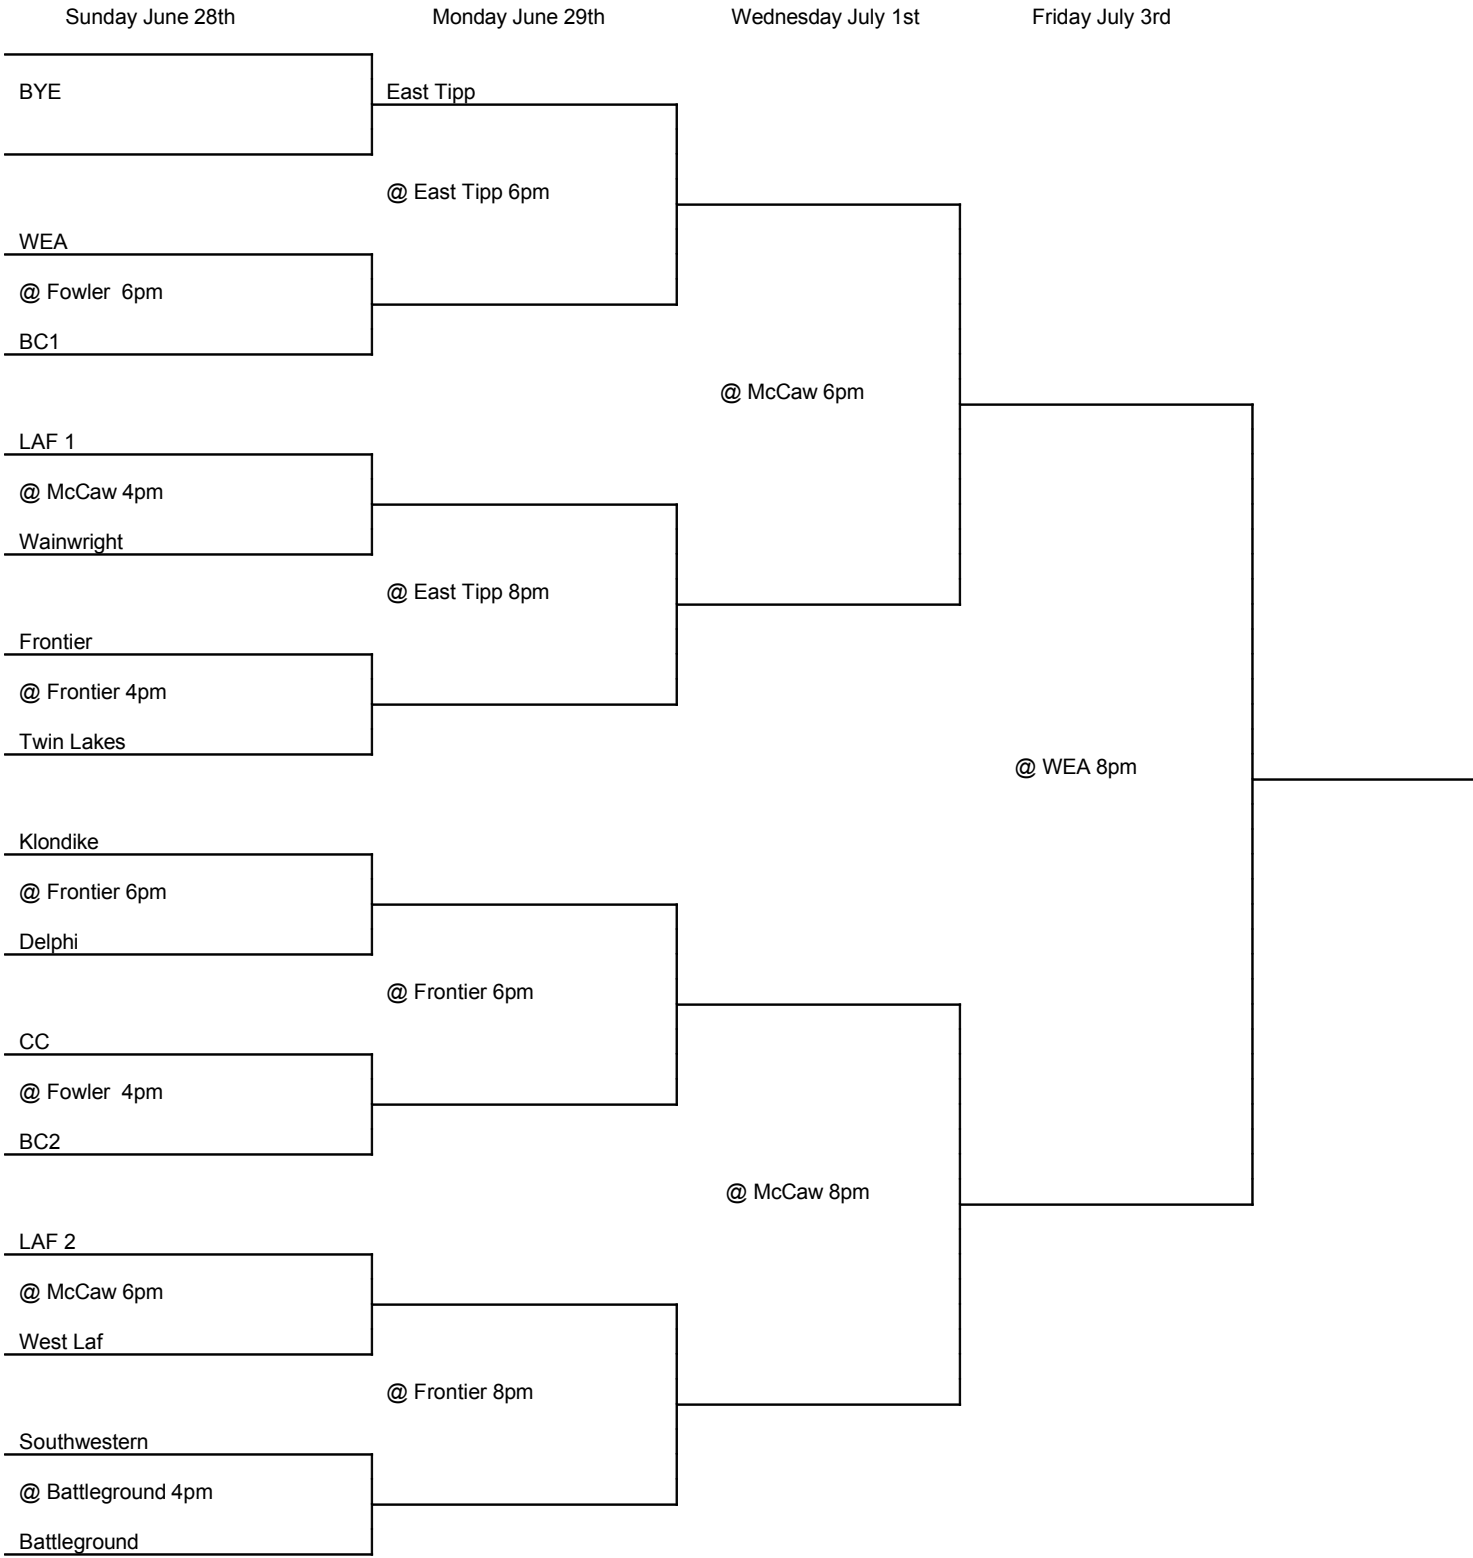 Sunday June 28th
Monday June 29th
Wednesday July 1st
Friday July 3rd
BYE
East Tipp
@ East Tipp 6pm
WEA
@ Fowler  6pm
BC1
@ McCaw 6pm
LAF 1
@ McCaw 4pm
Wainwright
@ East Tipp 8pm
Frontier
@ Frontier 4pm
Twin Lakes
@ WEA 8pm
Klondike
@ Frontier 6pm
Delphi
@ Frontier 6pm
CC
@ Fowler  4pm
BC2
@ McCaw 8pm
LAF 2
@ McCaw 6pm
West Laf
@ Frontier 8pm
Southwestern
@ Battleground 4pm
Battleground